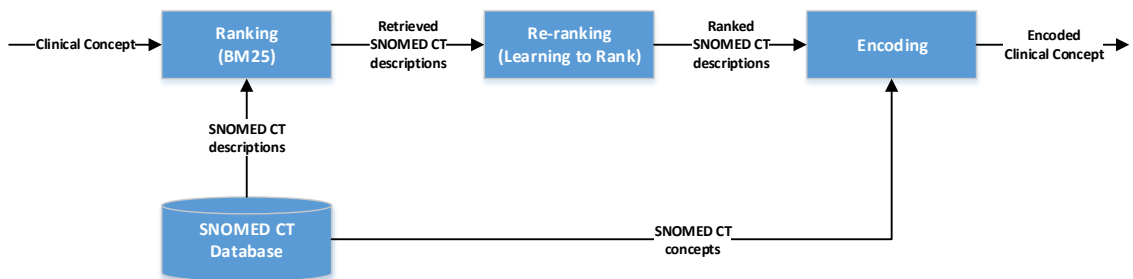 Clinical Concept
Ranking
(BM25)
Retrieved
SNOMED CT
descriptions
Re-ranking
(Learning to Rank)
Ranked
SNOMED CT
descriptions
Encoding
Encoded
Clinical Concept
SNOMED CT
descriptions
SNOMED CT
Database
SNOMED CT
concepts